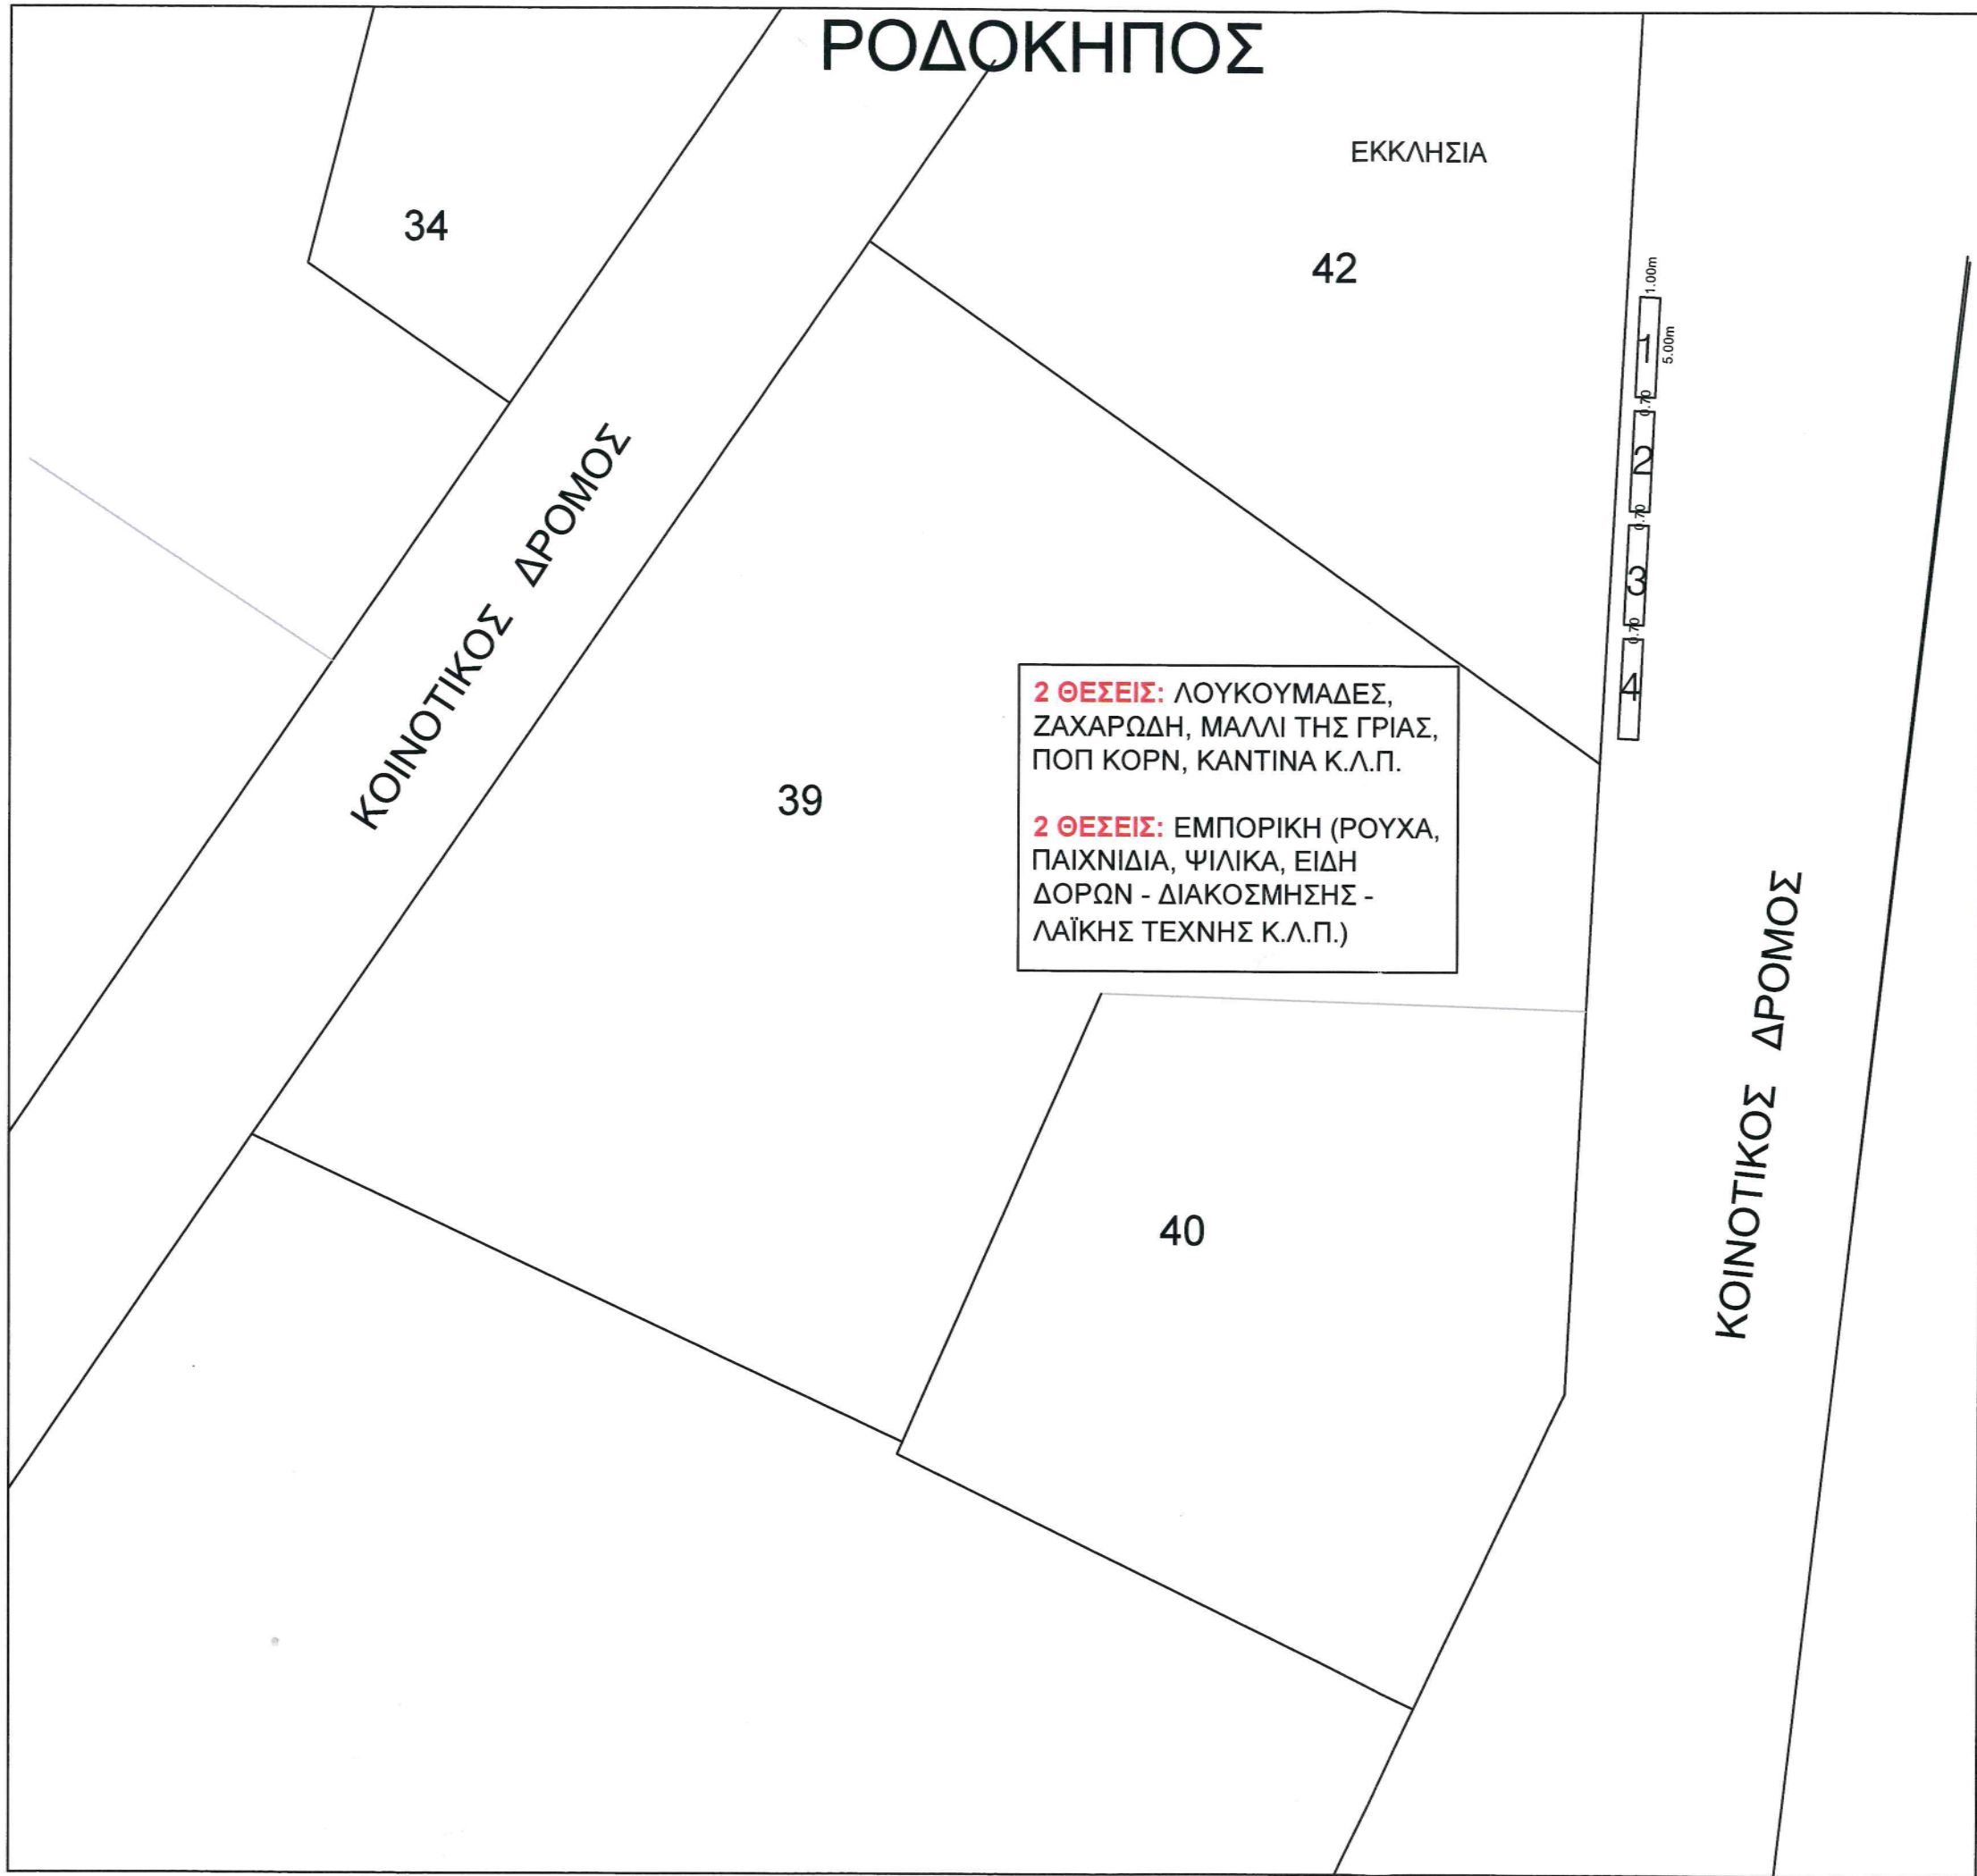 ΡΟΔΟΚΗΠΟΣ
ΕΚΚΛΗΣΙΑ
34
42
1.00m
1
5.00m
0.70
2
0.70
3
0.70
4
ΚΟΙΝΟΤΙΚΟΣ ΔΡΟΜΟΣ
2 ΘΕΣΕΙΣ: ΛΟΥΚΟΥΜΑΔΕΣ,
ΖΑΧΑΡΩΔΗ, ΜΑΛΛΙ ΤΗΣ ΓΡΙΑΣ,
ΠΟΠ ΚΟΡΝ, ΚΑΝΤΙΝΑ Κ.Λ.Π.
2 ΘΕΣΕΙΣ: ΕΜΠΟΡΙΚΗ (ΡΟΥΧΑ,
ΠΑΙΧΝΙΔΙΑ, ΨΙΛΙΚΑ, ΕΙΔΗ
ΔΟΡΩΝ - ΔΙΑΚΟΣΜΗΣΗΣ -
ΛΑΪΚΗΣ ΤΕΧΝΗΣ Κ.Λ.Π.)
39
ΚΟΙΝΟΤΙΚΟΣ ΔΡΟΜΟΣ
40